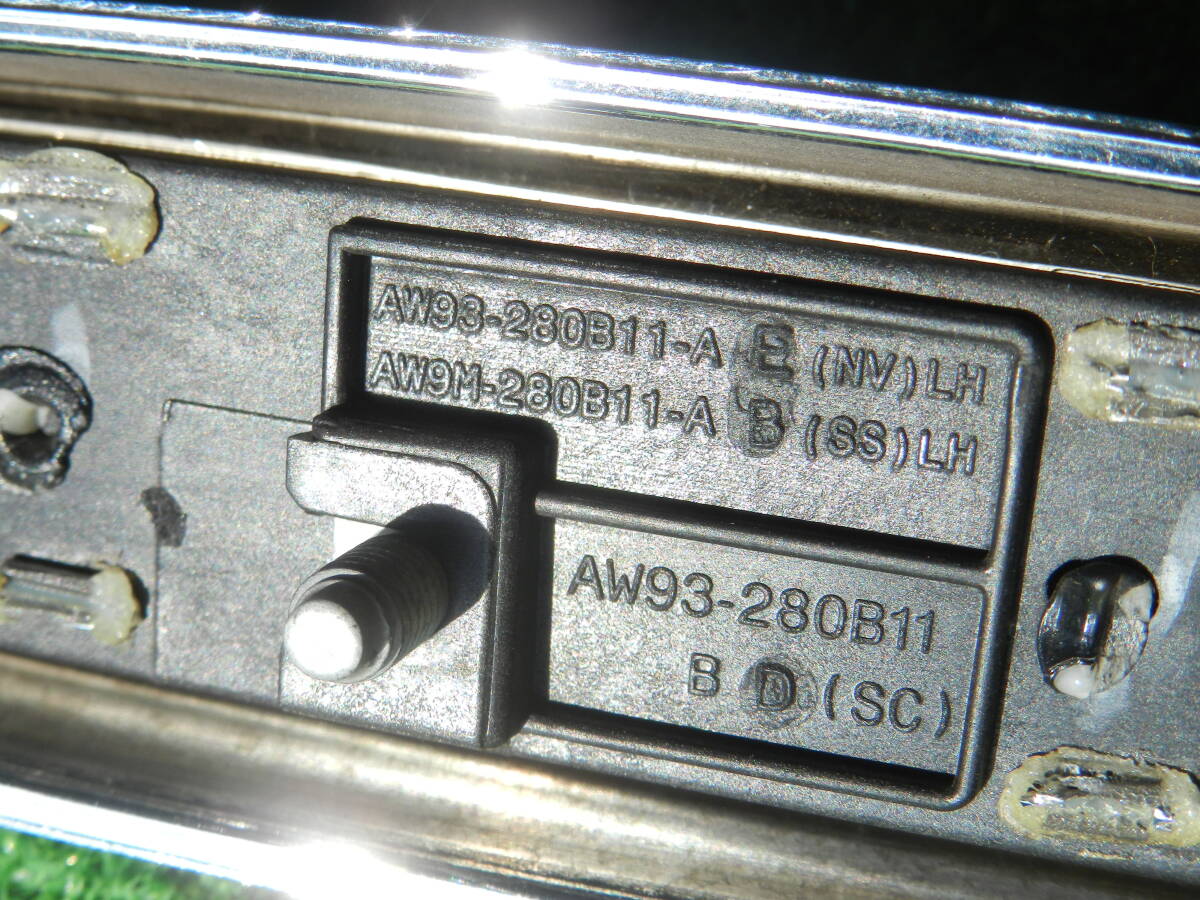 AW93-280B11-A E (NV)LH
AW9M-280B11-A B (SS)LH
AW93-280B11
B D (SC)